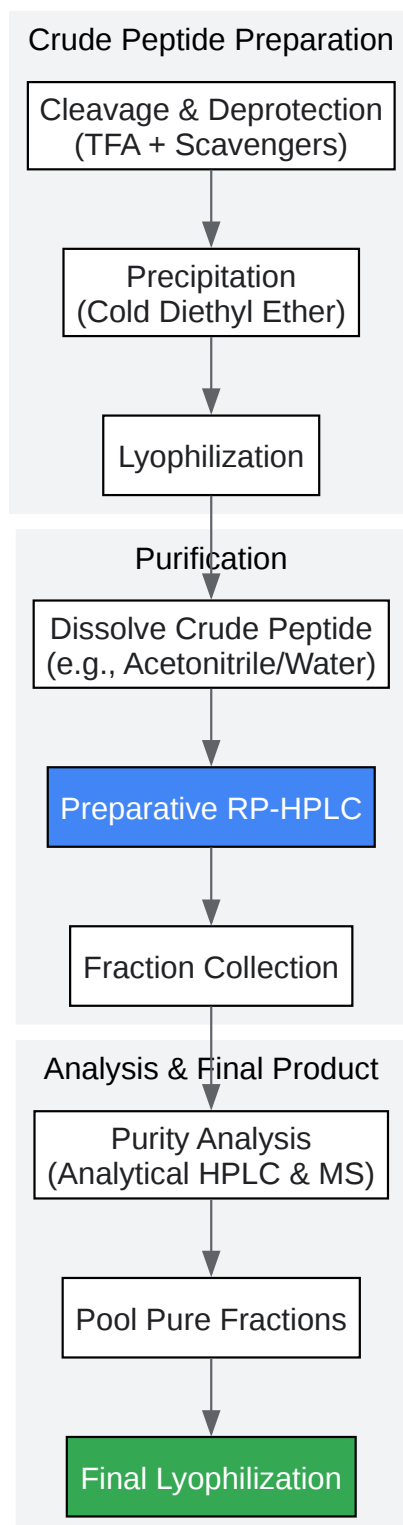 Crude Peptide Preparation
Cleavage & Deprotection
(TFA + Scavengers)
Precipitation
(Cold Diethyl Ether)
Lyophilization
Purification
Dissolve Crude Peptide
(e.g., Acetonitrile/Water)
Preparative RP-HPLC
Fraction Collection
Analysis & Final Product
Purity Analysis
(Analytical HPLC & MS)
Pool Pure Fractions
Final Lyophilization